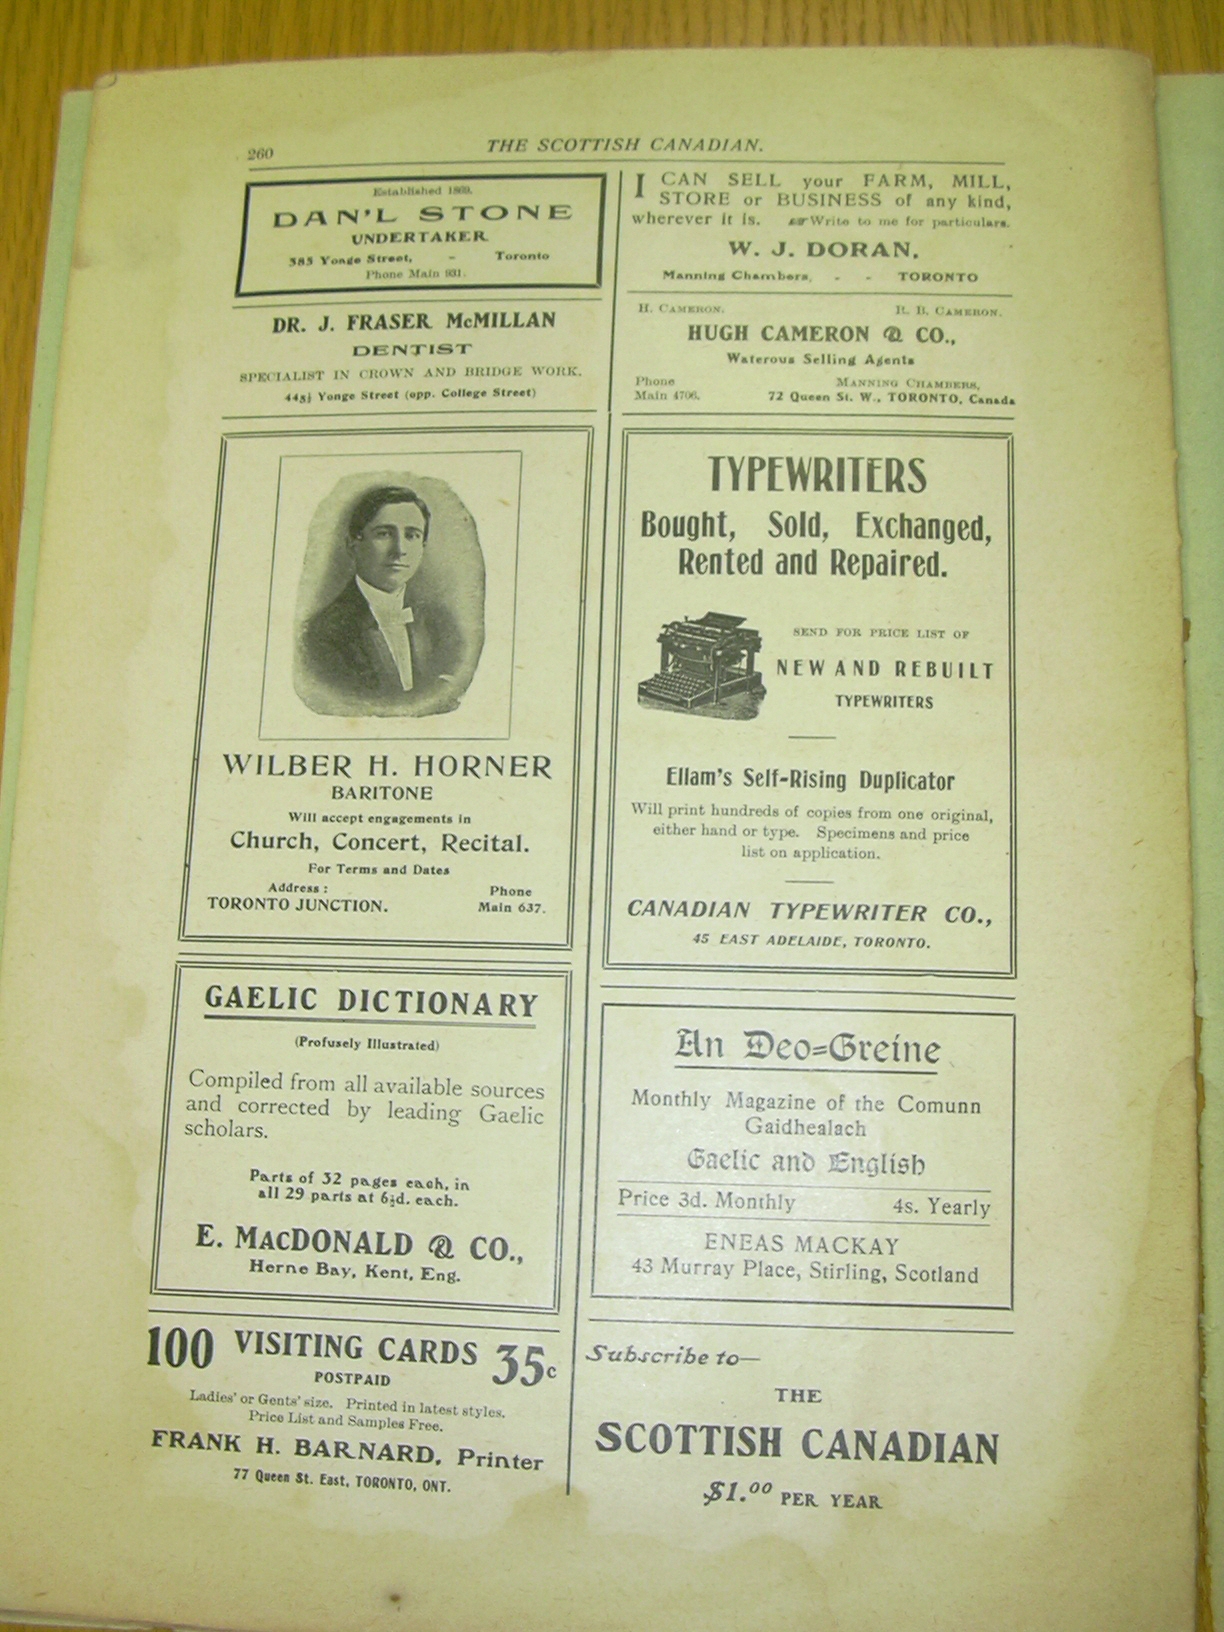 260
THE SCOTTISH CANADIAN.
Established 1869.
DAN'L STONE
UNDERTAKER
385 Yonge Street, - Toronto
Phone Main 931.
DR. J. FRASER McMILLAN
DENTIST
SPECIALIST IN CROWN AND BRIDGE WORK.
Yonge Street (opp. College Street)
WILBER H. HORNER
BARITONE
Will accept engagements in
Church, Concert, Recital.
For Terms and Dates
Address: Phone
TORONTO JUNCTION. Main 637.
GAELIC DICTIONARY
(Profusely Illustrated)
Compiled from all available sources
and corrected by leading Gaelic
scholars.
Parts of 32 pages each, in
all 29 parts at 6½d. each.
E. MacDONALD & CO.,
Herne Bay, Kent, Eng.
100 VISITING CARDS 35c
POSTPAID
Ladies' or Gents' size. Printed in latest styles.
Price List and Samples Free.
FRANK H. BARNARD, Printer
77 Queen St. East, TORONTO, ONT.
I CAN SELL your FARM, MILL,
STORE or BUSINESS of any kind,
wherever it is. ☞Write to me for particulars.
W. J. DORAN,
Manning Chambers, - - TORONTO
H. CAMERON. R. B. CAMERON.
HUGH CAMERON & CO.,
Waterous Selling Agents
Phone MANNING CHAMBERS,
Main 4706. 72 Queen St. W., TORONTO, Canada
TYPEWRITERS
Bought, Sold, Exchanged,
Rented and Repaired.
SEND FOR PRICE LIST OF
NEW AND REBUILT
TYPEWRITERS
Ellam's Self-Rising Duplicator
Will print hundreds of copies from one original,
either hand or type. Specimens and price
list on application.
CANADIAN TYPEWRITER CO.,
45 EAST ADELAIDE, TORONTO.
An Deo=Greine
Monthly Magazine of the Comunn
Gaidhealach
Gaelic and English
Price 3d. Monthly 4s. Yearly
ENEAS MACKAY
43 Murray Place, Stirling, Scotland
Subscribe to—
THE
SCOTTISH CANADIAN
$1.00 PER YEAR